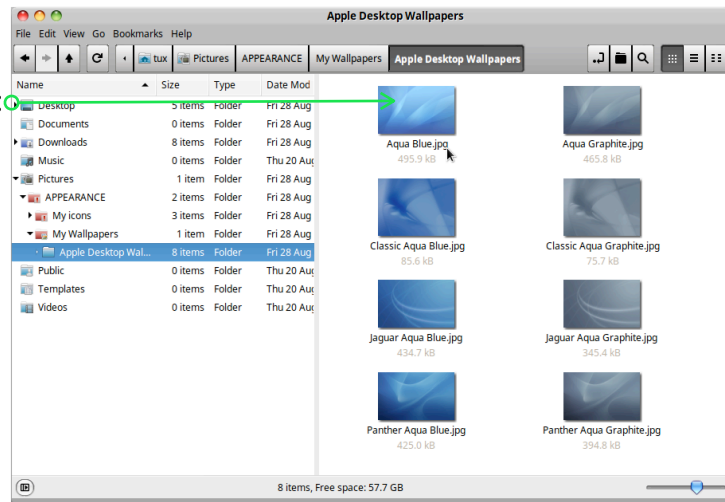 Apple Desktop Wallpapers
File Edit View Go Bookmarks Help
tux Pictures APPEARANCE My Wallpapers Apple Desktop Wallpapers
Name Size Type Date Mod
Desktop 5 items Folder Fri 28 Aug
Documents 0 items Folder Fri 28 Aug
Downloads 8 items Folder Fri 28 Aug
Music 0 items Folder Thu 20 Aug
Pictures 1 item Folder Fri 28 Aug
APPEARANCE 2 items Folder Fri 28 Aug
My icons 3 items Folder Fri 28 Aug
My Wallpapers 1 item Folder Fri 28 Aug
Apple Desktop Wal... 8 items Folder Fri 28 Aug
Public 0 items Folder Thu 20 Aug
Templates 0 items Folder Thu 20 Aug
Videos 0 items Folder Thu 20 Aug
Aqua Blue.jpg Aqua Graphite.jpg
495.9 kB 465.8 kB
Classic Aqua Blue.jpg Classic Aqua Graphite.jpg
85.6 kB 75.7 kB
Jaguar Aqua Blue.jpg Jaguar Aqua Graphite.jpg
434.7 kB 345.4 kB
Panther Aqua Blue.jpg Panther Aqua Graphite.jpg
425.0 kB 394.8 kB
8 items, Free space: 57.7 GB